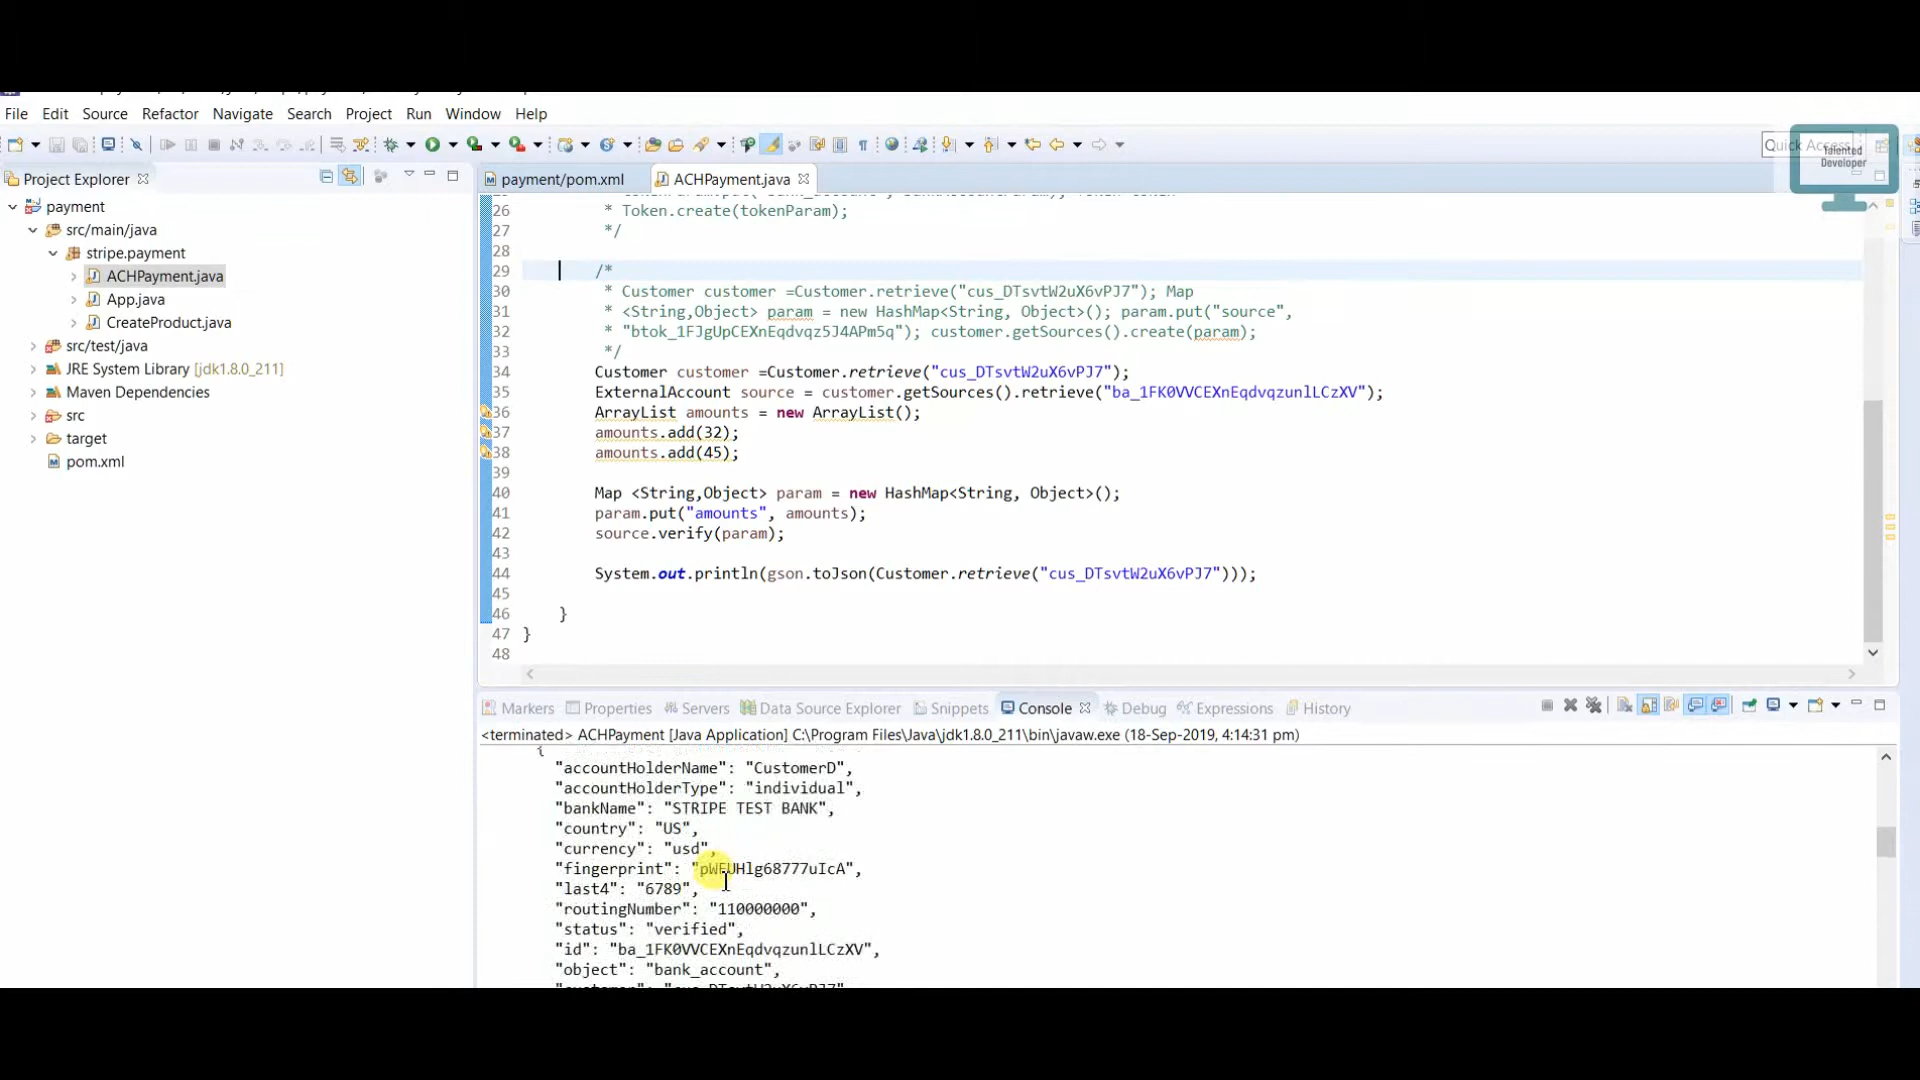 File Edit Source Refactor Navigate Search Project Run Window Help
Quick Access
Talented
Developer
Project Explorer
payment/pom.xml
ACHPayment.java
payment
src/main/java
stripe.payment
ACHPayment.java
App.java
CreateProduct.java
src/test/java
JRE System Library [jdk1.8.0_211]
Maven Dependencies
src
target
pom.xml
26 * Token.create(tokenParam);
27 */
28
29 /*
30 * Customer customer =Customer.retrieve("cus_DTsvtW2uX6vPJ7"); Map
31 * <String,Object> param = new HashMap<String, Object>(); param.put("source",
32 * "btok_1FJgUpCEXnEqdvqz5J4APm5q"); customer.getSources().create(param);
33 */
34 Customer customer =Customer.retrieve("cus_DTsvtW2uX6vPJ7");
35 ExternalAccount source = customer.getSources().retrieve("ba_1FK0VVCEXnEqdvqzunlLCzXV");
36 ArrayList amounts = new ArrayList();
37 amounts.add(32);
38 amounts.add(45);
39
40 Map <String,Object> param = new HashMap<String, Object>();
41 param.put("amounts", amounts);
42 source.verify(param);
43
44 System.out.println(gson.toJson(Customer.retrieve("cus_DTsvtW2uX6vPJ7")));
45
46 }
47 }
48
Markers Properties Servers Data Source Explorer Snippets Console Debug Expressions History
<terminated> ACHPayment [Java Application] C:\Program Files\Java\jdk1.8.0_211\bin\javaw.exe (18-Sep-2019, 4:14:31 pm)
{
"accountHolderName": "CustomerD",
"accountHolderType": "individual",
"bankName": "STRIPE TEST BANK",
"country": "US",
"currency": "usd",
"fingerprint": "pWEUHlg68777uIcA",
"last4": "6789",
"routingNumber": "110000000",
"status": "verified",
"id": "ba_1FK0VVCEXnEqdvqzunlLCzXV",
"object": "bank_account",